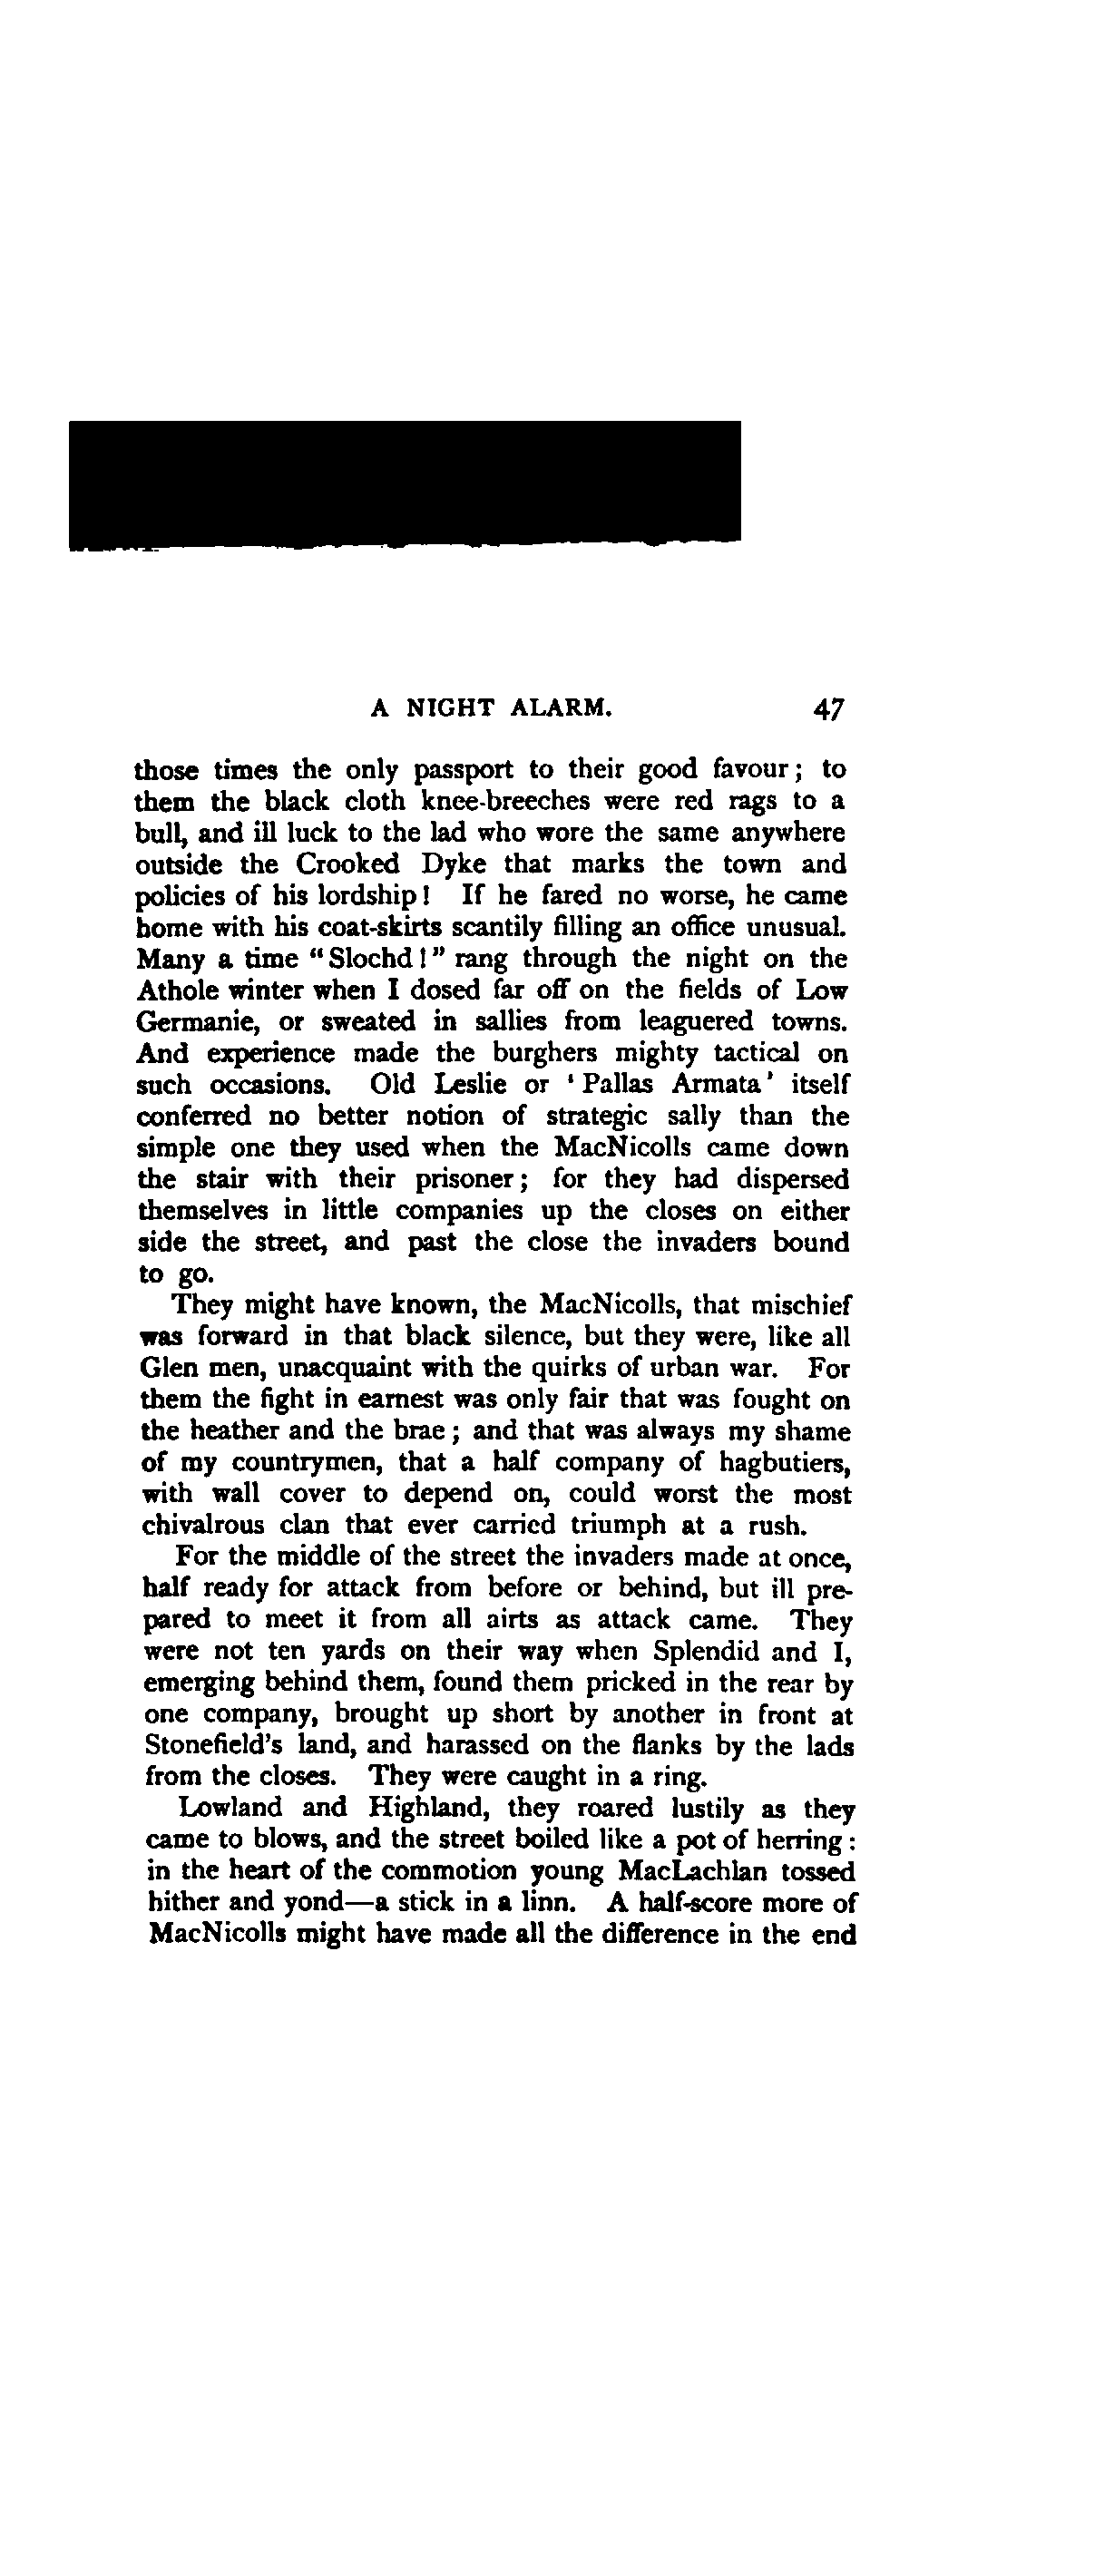 A NIGHT ALARM. 47
those times the only passport to their good favour; to
them the black cloth knee-breeches were red rags to a
bull, and ill luck to the lad who wore the same anywhere
outside the Crooked Dyke that marks the town and
policies of his lordship! If he fared no worse, he came
home with his coat-skirts scantily filling an office unusual.
Many a time "Slochd!" rang through the night on the
Athole winter when I dosed far off on the fields of Low
Germanie, or sweated in sallies from leaguered towns.
And experience made the burghers mighty tactical on
such occasions. Old Leslie or 'Pallas Armata' itself
conferred no better notion of strategic sally than the
simple one they used when the MacNicolls came down
the stair with their prisoner; for they had dispersed
themselves in little companies up the closes on either
side the street, and past the close the invaders bound
to go.
They might have known, the MacNicolls, that mischief
was forward in that black silence, but they were, like all
Glen men, unacquaint with the quirks of urban war. For
them the fight in earnest was only fair that was fought on
the heather and the brae; and that was always my shame
of my countrymen, that a half company of hagbutiers,
with wall cover to depend on, could worst the most
chivalrous clan that ever carried triumph at a rush.
For the middle of the street the invaders made at once,
half ready for attack from before or behind, but ill pre-
pared to meet it from all airts as attack came. They
were not ten yards on their way when Splendid and I,
emerging behind them, found them pricked in the rear by
one company, brought up short by another in front at
Stonefield's land, and harassed on the flanks by the lads
from the closes. They were caught in a ring.
Lowland and Highland, they roared lustily as they
came to blows, and the street boiled like a pot of herring:
in the heart of the commotion young MacLachlan tossed
hither and yond—a stick in a linn. A half-score more of
MacNicolls might have made all the difference in the end